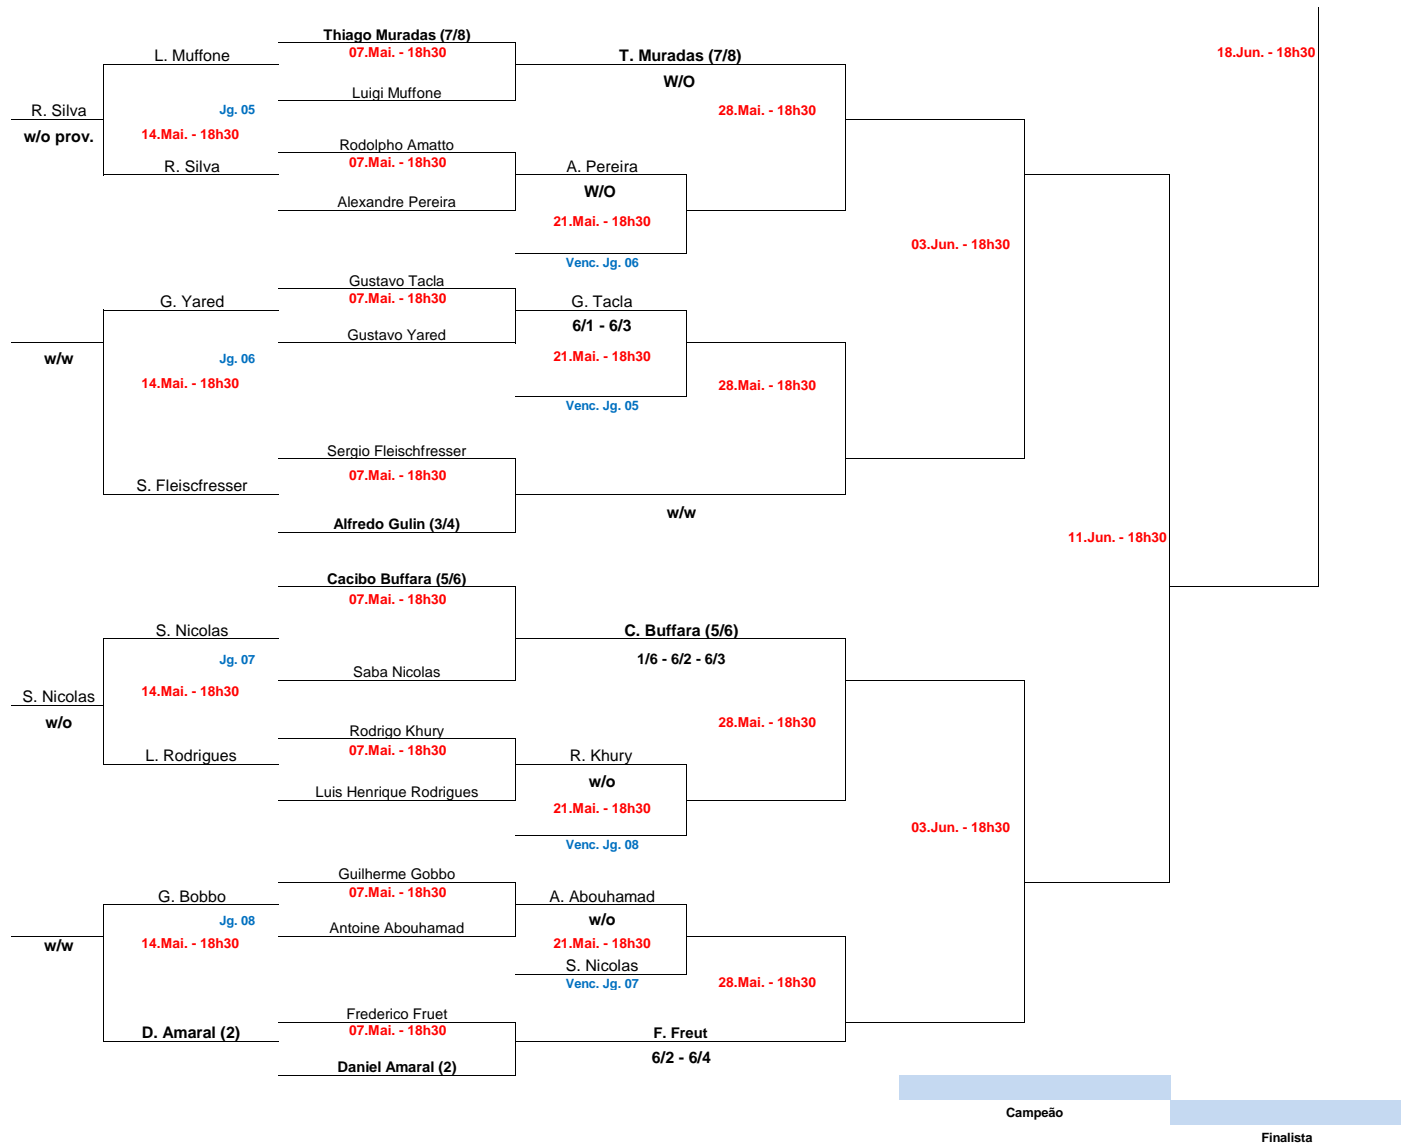 Thiago Muradas (7/8)
L. Muffone
07.Mai. - 18h30
T. Muradas (7/8)
18.Jun. - 18h30
W/O
Luigi Muffone
R. Silva
Jg. 05
28.Mai. - 18h30
w/o prov.
14.Mai. - 18h30
Rodolpho Amatto
R. Silva
07.Mai. - 18h30
A. Pereira
W/O
Alexandre Pereira
21.Mai. - 18h30
03.Jun. - 18h30
Venc. Jg. 06
Gustavo Tacla
G. Yared
07.Mai. - 18h30
G. Tacla
6/1 - 6/3
Gustavo Yared
w/w
Jg. 06
21.Mai. - 18h30
14.Mai. - 18h30
28.Mai. - 18h30
Venc. Jg. 05
Sergio Fleischfresser
07.Mai. - 18h30
S. Fleiscfresser
w/w
Alfredo Gulin (3/4)
11.Jun. - 18h30
Cacibo Buffara (5/6)
07.Mai. - 18h30
S. Nicolas
C. Buffara (5/6)
Jg. 07
1/6 - 6/2 - 6/3
Saba Nicolas
14.Mai. - 18h30
S. Nicolas
w/o
28.Mai. - 18h30
Rodrigo Khury
L. Rodrigues
07.Mai. - 18h30
R. Khury
w/o
Luis Henrique Rodrigues
21.Mai. - 18h30
03.Jun. - 18h30
Venc. Jg. 08
Guilherme Gobbo
G. Bobbo
07.Mai. - 18h30
A. Abouhamad
Jg. 08
w/o
Antoine Abouhamad
w/w
14.Mai. - 18h30
21.Mai. - 18h30
S. Nicolas
Venc. Jg. 07
28.Mai. - 18h30
Frederico Fruet
D. Amaral (2)
07.Mai. - 18h30
F. Freut
6/2 - 6/4
Daniel Amaral (2)
Campeão
Finalista